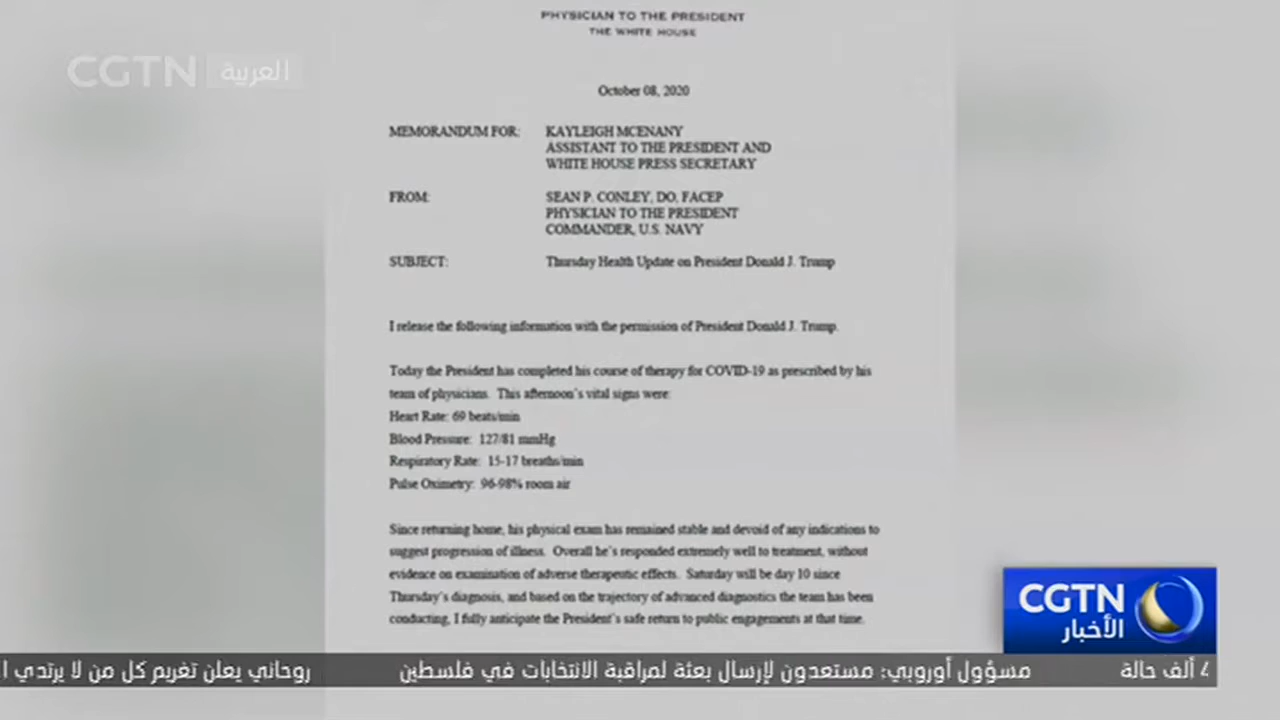 PHYSICIAN TO THE PRESIDENT
THE WHITE HOUSE
CGTN العربية
October 08, 2020
MEMORANDUM FOR: KAYLEIGH MCENANY
ASSISTANT TO THE PRESIDENT AND
WHITE HOUSE PRESS SECRETARY
FROM: SEAN P. CONLEY, DO, FACEP
PHYSICIAN TO THE PRESIDENT
COMMANDER, U.S. NAVY
SUBJECT: Thursday Health Update on President Donald J. Trump
I release the following information with the permission of President Donald J. Trump.
Today the President has completed his course of therapy for COVID-19 as prescribed by his
team of physicians. This afternoon's vital signs were:
Heart Rate: 69 beats/min
Blood Pressure: 127/81 mmHg
Respiratory Rate: 15-17 breaths/min
Pulse Oximetry: 96-98% room air
Since returning home, his physical exam has remained stable and devoid of any indications to
suggest progression of illness. Overall he's responded extremely well to treatment, without
evidence on examination of adverse therapeutic effects. Saturday will be day 10 since
Thursday's diagnosis, and based on the trajectory of advanced diagnostics the team has been
conducting, I fully anticipate the President's safe return to public engagements at that time.
CGTN
الأخبار
ألف حالة مسؤول أوروبي: مستعدون لإرسال بعثة لمراقبة الانتخابات في فلسطين روحاني يعلن تغريم كل من لا يرتدي ا